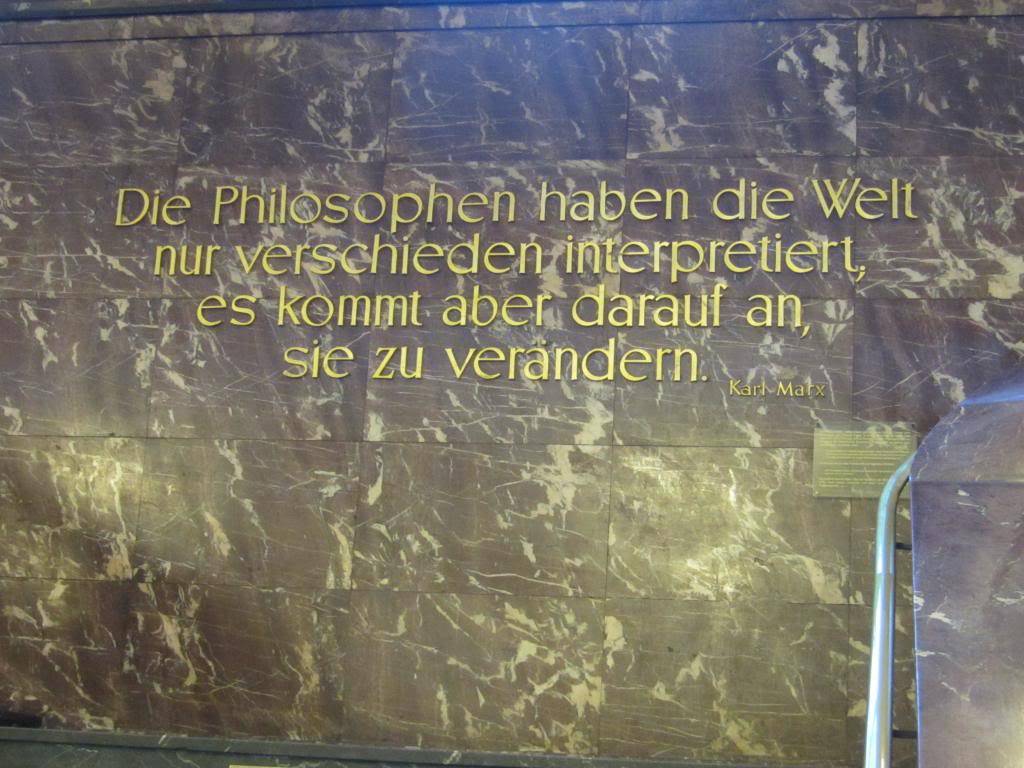 Die Philosophen haben die Welt
nur verschieden interpretiert,
es kommt aber darauf an,
sie zu verändern.
Karl Marx